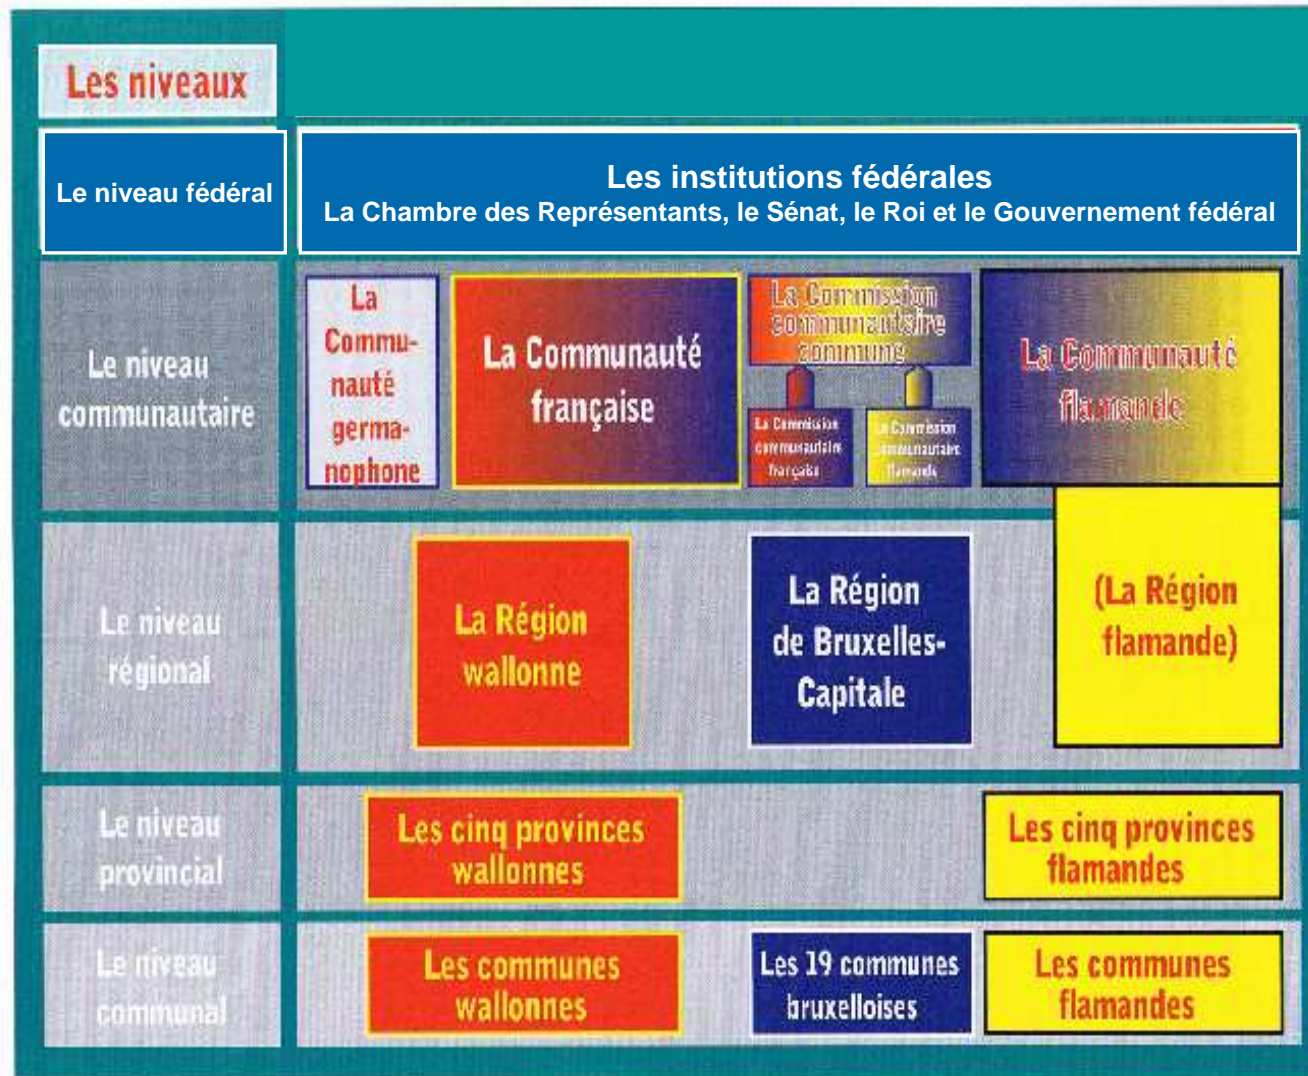 Les niveaux
Le niveau fédéral
Les institutions fédérales
La Chambre des Représentants, le Sénat, le Roi et le Gouvernement fédéral
Le niveau
communautaire
La
Commu-
nauté
germa-
nophone
La Communauté
française
La Commission
communautaire
commune
La Commission
communautaire
française
La Commission
communautaire
flamande
La Communauté
flamande
Le niveau
régional
La Région
wallonne
La Région
de Bruxelles-
Capitale
(La Région
flamande)
Le niveau
provincial
Les cinq provinces
wallonnes
Les cinq provinces
flamandes
Le niveau
communal
Les communes
wallonnes
Les 19 communes
bruxelloises
Les communes
flamandes